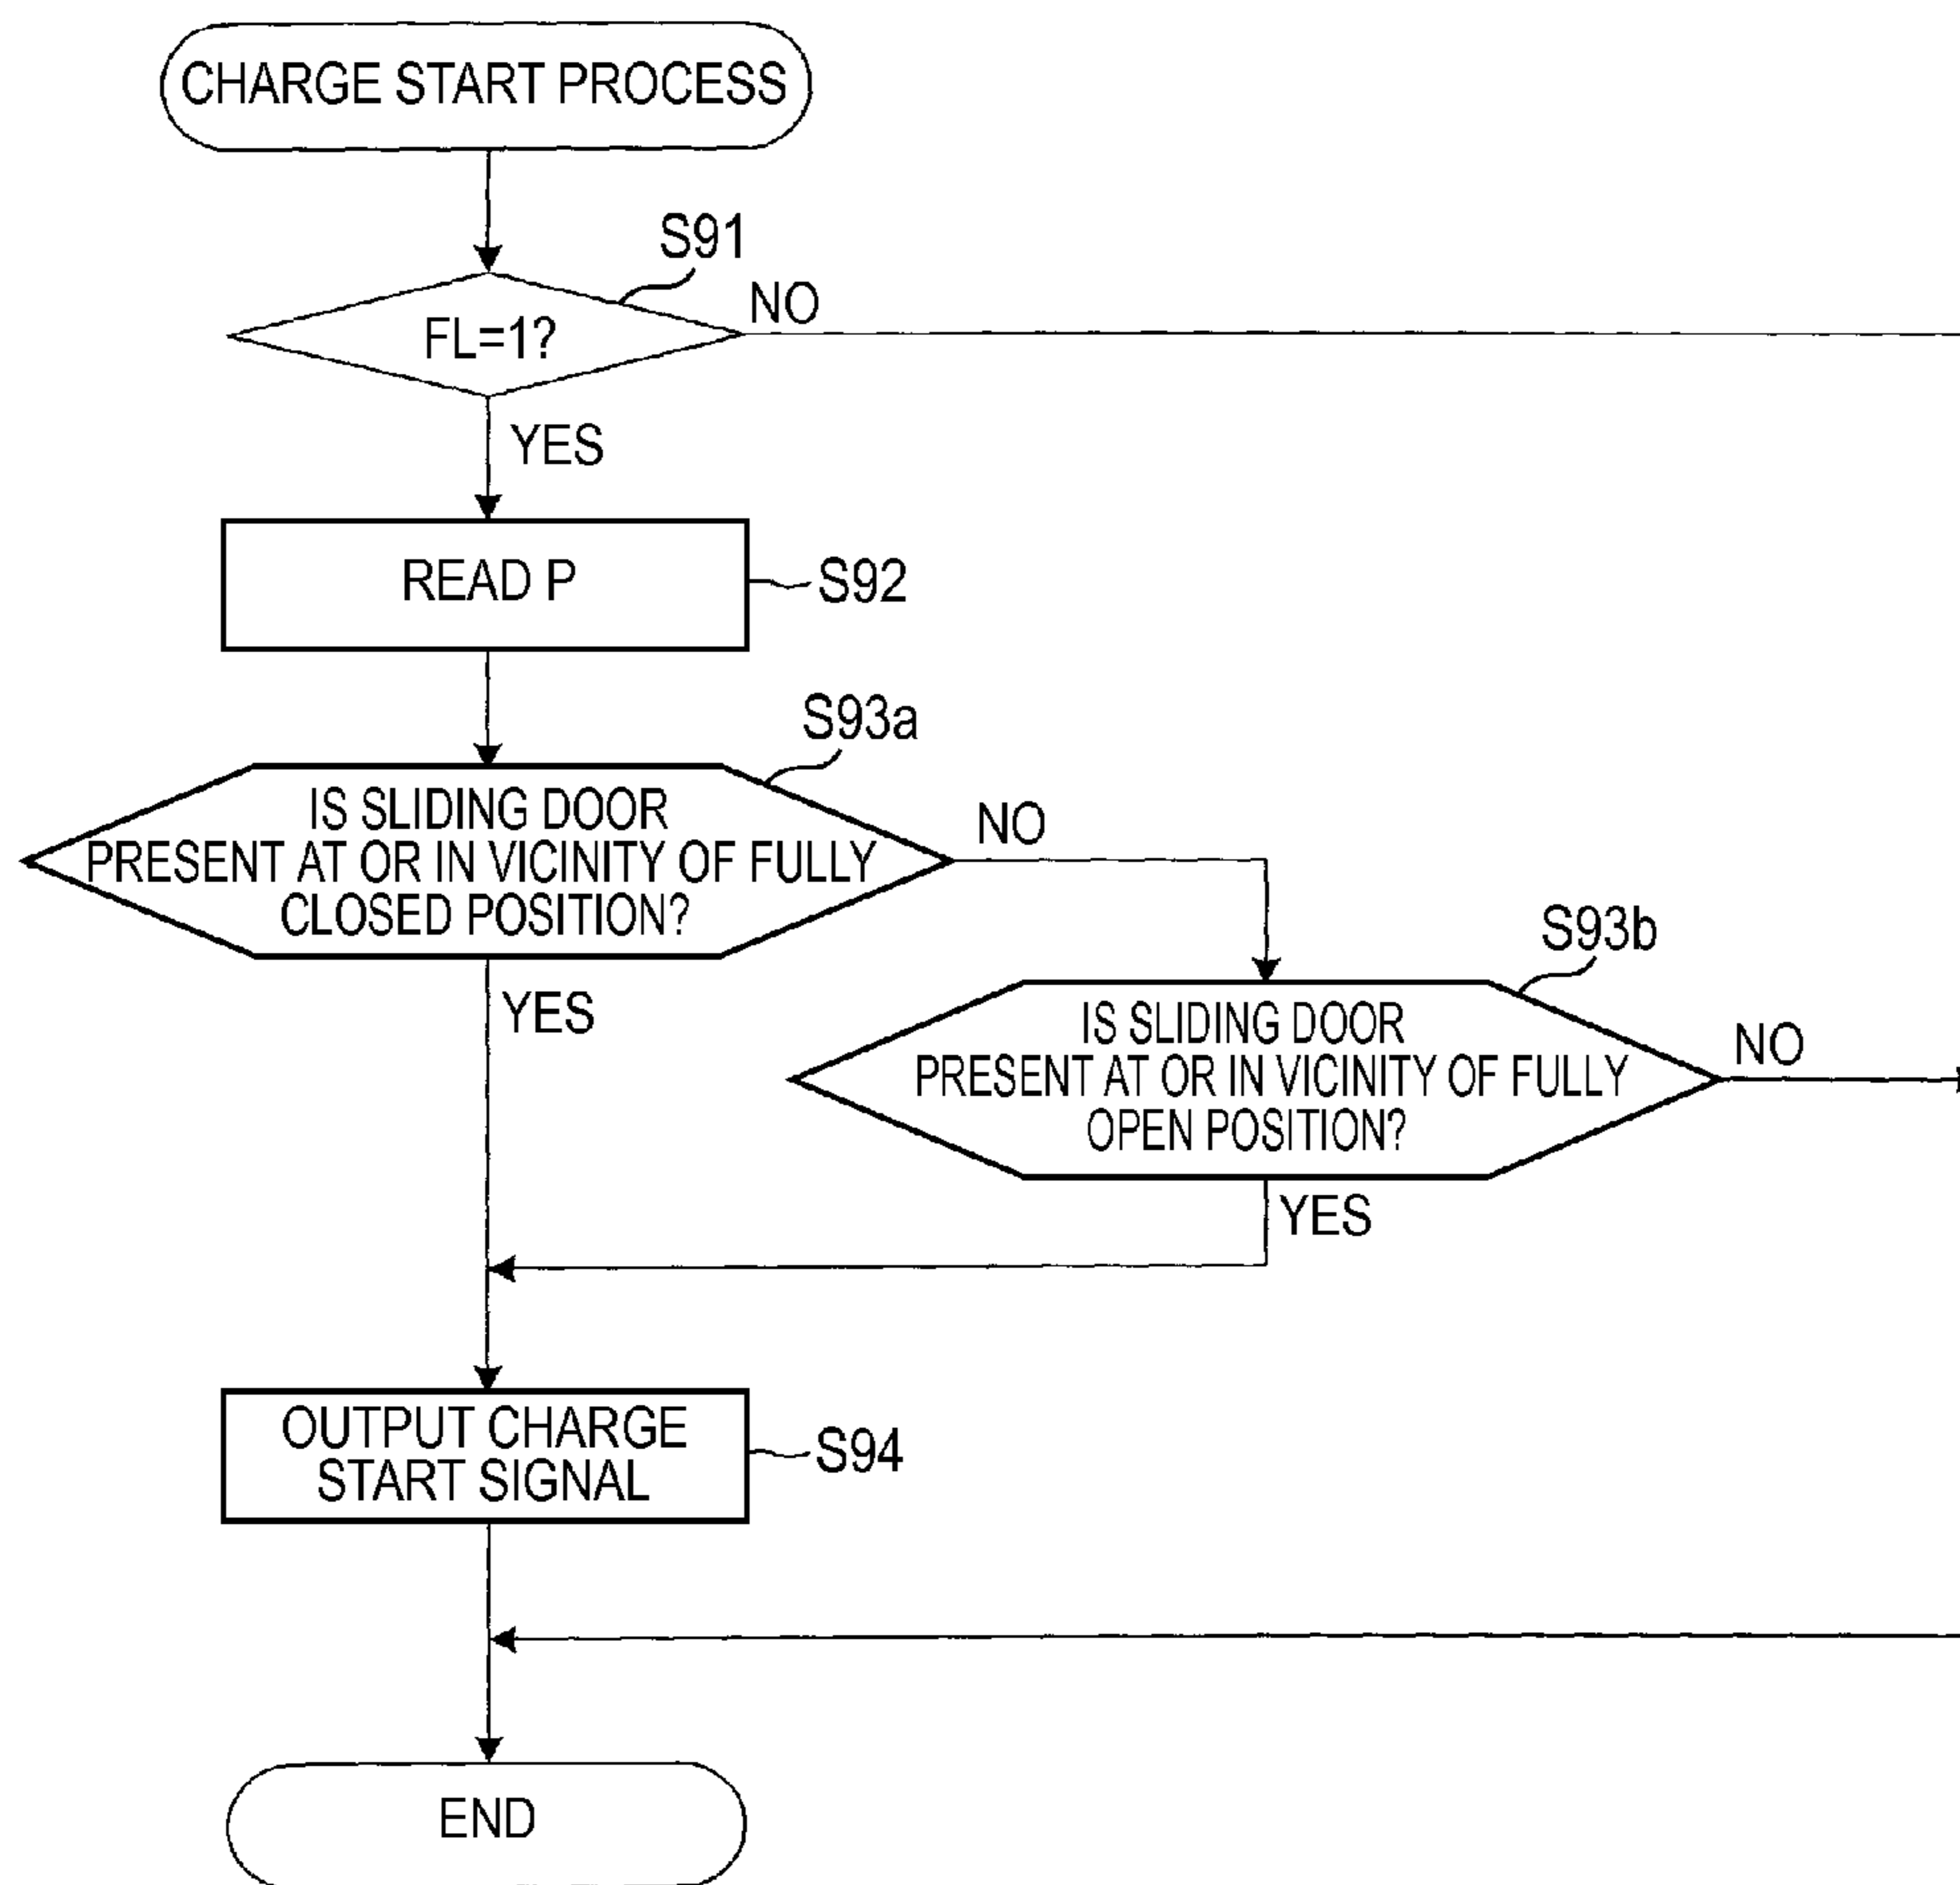 CHARGE START PROCESS
S91
FL=1?
NO
YES
READ P
S92
S93a
IS SLIDING DOOR
PRESENT AT OR IN VICINITY OF FULLY
CLOSED POSITION?
NO
YES
S93b
IS SLIDING DOOR
PRESENT AT OR IN VICINITY OF FULLY
OPEN POSITION?
NO
YES
OUTPUT CHARGE
START SIGNAL
S94
END